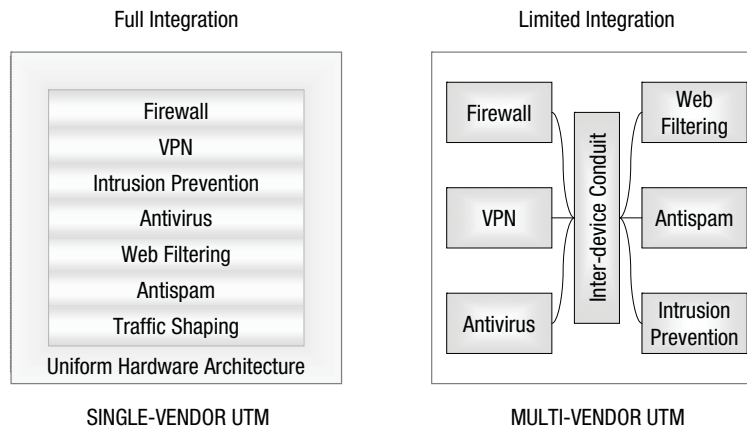 Full Integration
Firewall
VPN
Intrusion Prevention
Antivirus
Web Filtering
Antispam
Traffic Shaping
Uniform Hardware Architecture
SINGLE-VENDOR UTM
Limited Integration
Firewall
VPN
Antivirus
Inter-device Conduit
Web
Filtering
Antispam
Intrusion
Prevention
MULTI-VENDOR UTM